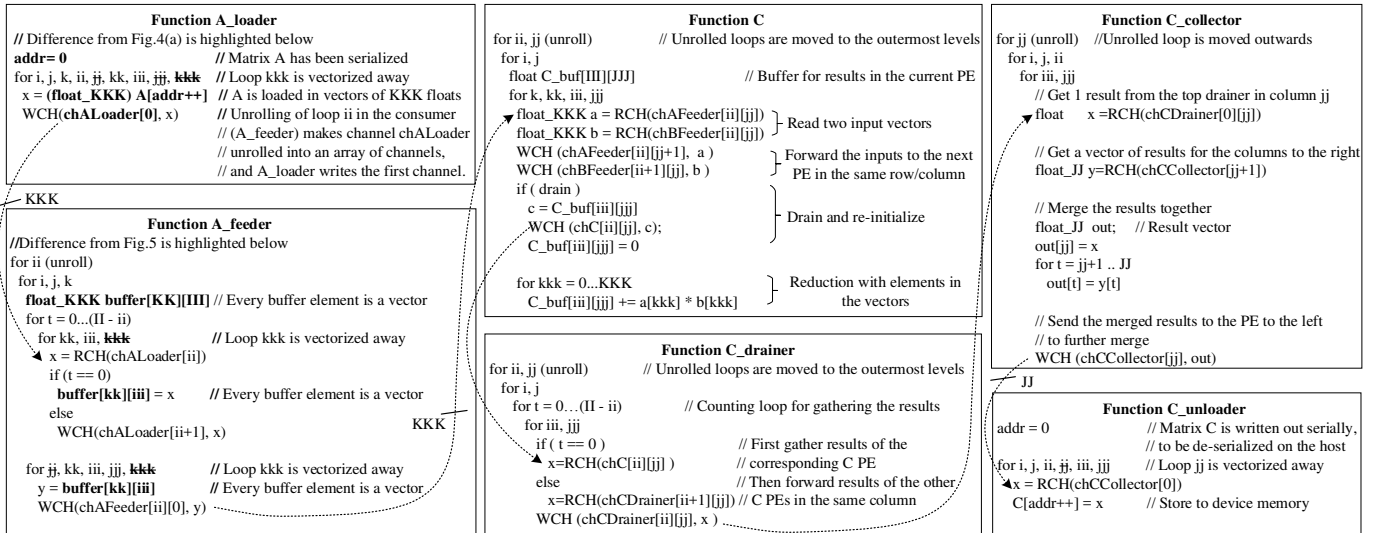 Function A_loader
// Difference from Fig.4(a) is highlighted below
addr= 0 // Matrix A has been serialized
for i, j, k, ii, jj, kk, iii, jjj, kkk // Loop kkk is vectorized away
x = (float_KKK) A[addr++] // A is loaded in vectors of KKK floats
WCH(chALoader[0], x) // Unrolling of loop ii in the consumer
// (A_feeder) makes channel chALoader
// unrolled into an array of channels,
// and A_loader writes the first channel.
KKK
Function A_feeder
//Difference from Fig.5 is highlighted below
for ii (unroll)
for i, j, k
float_KKK buffer[KK][III] // Every buffer element is a vector
for t = 0...(II - ii)
for kk, iii, kkk // Loop kkk is vectorized away
x = RCH(chALoader[ii])
if (t == 0)
buffer[kk][iii] = x // Every buffer element is a vector
else
WCH(chALoader[ii+1], x)
for jj, kk, iii, jjj, kkk // Loop kkk is vectorized away
y = buffer[kk][iii] // Every buffer element is a vector
WCH(chAFeeder[ii][0], y)
KKK
Function C
for ii, jj (unroll) // Unrolled loops are moved to the outermost levels
for i, j
float C_buf[III][JJJ] // Buffer for results in the current PE
for k, kk, iii, jjj
float_KKK a = RCH(chAFeeder[ii][jj])
float_KKK b = RCH(chBFeeder[ii][jj])
Read two input vectors
WCH (chAFeeder[ii][jj+1], a )
WCH (chBFeeder[ii+1][jj], b )
Forward the inputs to the next
PE in the same row/column
if ( drain )
c = C_buf[iii][jjj]
WCH (chC[ii][jj], c);
C_buf[iii][jjj] = 0
Drain and re-initialize
for kkk = 0...KKK
C_buf[iii][jjj] += a[kkk] * b[kkk]
Reduction with elements in
the vectors
Function C_drainer
for ii, jj (unroll) // Unrolled loops are moved to the outermost levels
for i, j
for t = 0…(II - ii) // Counting loop for gathering the results
for iii, jjj
if ( t == 0 ) // First gather results of the
x=RCH(chC[ii][jj] ) // corresponding C PE
else // Then forward results of the other
x=RCH(chCDrainer[ii+1][jj]) // C PEs in the same column
WCH (chCDrainer[ii][jj], x )
Function C_collector
for jj (unroll) //Unrolled loop is moved outwards
for i, j, ii
for iii, jjj
// Get 1 result from the top drainer in column jj
float x =RCH(chCDrainer[0][jj])
// Get a vector of results for the columns to the right
float_JJ y=RCH(chCCollector[jj+1])
// Merge the results together
float_JJ out; // Result vector
out[jj] = x
for t = jj+1 .. JJ
out[t] = y[t]
// Send the merged results to the PE to the left
// to further merge
WCH (chCCollector[jj], out)
JJ
Function C_unloader
addr = 0 // Matrix C is written out serially,
// to be de-serialized on the host
for i, j, ii, jj, iii, jjj // Loop jj is vectorized away
x = RCH(chCCollector[0])
C[addr++] = x // Store to device memory